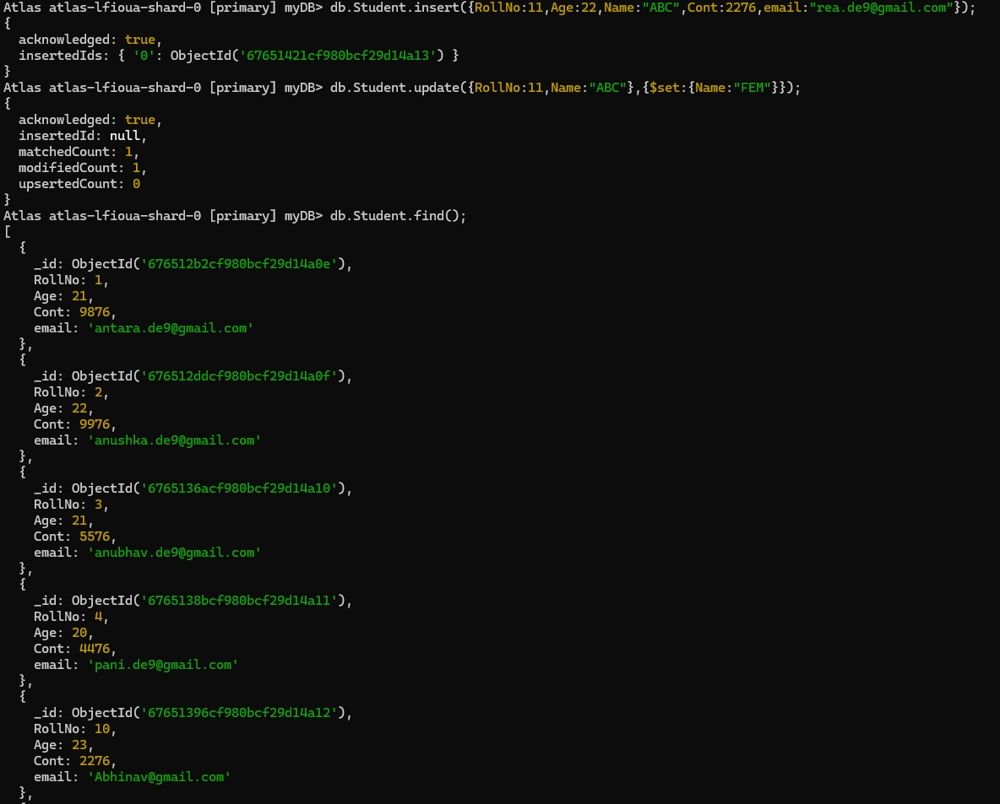 Atlas atlas-lfioua-shard-0 [primary] myDB> db.Student.insert({RollNo:11,Age:22,Name:"ABC",Cont:2276,email:"rea.de9@gmail.com"});
{
  acknowledged: true,
  insertedIds: { '0': ObjectId('67651421cf980bcf29d14a13') }
}
Atlas atlas-lfioua-shard-0 [primary] myDB> db.Student.update({RollNo:11,Name:"ABC"},{$set:{Name:"FEM"}});
{
  acknowledged: true,
  insertedId: null,
  matchedCount: 1,
  modifiedCount: 1,
  upsertedCount: 0
}
Atlas atlas-lfioua-shard-0 [primary] myDB> db.Student.find();
[
  {
    _id: ObjectId('676512b2cf980bcf29d14a0e'),
    RollNo: 1,
    Age: 21,
    Cont: 9876,
    email: 'antara.de9@gmail.com'
  },
  {
    _id: ObjectId('676512ddcf980bcf29d14a0f'),
    RollNo: 2,
    Age: 22,
    Cont: 9976,
    email: 'anushka.de9@gmail.com'
  },
  {
    _id: ObjectId('6765136acf980bcf29d14a10'),
    RollNo: 3,
    Age: 21,
    Cont: 5576,
    email: 'anubhav.de9@gmail.com'
  },
  {
    _id: ObjectId('6765138bcf980bcf29d14a11'),
    RollNo: 4,
    Age: 20,
    Cont: 4476,
    email: 'pani.de9@gmail.com'
  },
  {
    _id: ObjectId('67651396cf980bcf29d14a12'),
    RollNo: 10,
    Age: 23,
    Cont: 2276,
    email: 'Abhinav@gmail.com'
  },